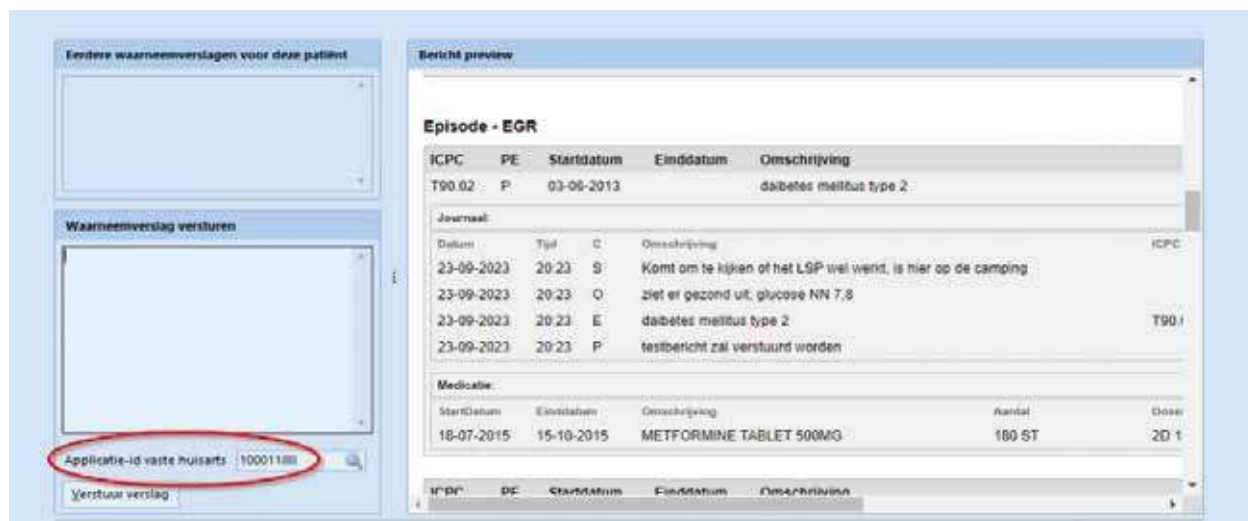 Eerdere waarneemverslagen voor deze patiënt
Waarneemverslag versturen
Applicatie-id vaste huisarts
Verstuur verslag
Bericht preview
Episode - EGR
ICPC PE Startdatum Einddatum Omschrijving
T90.02 P 03-06-2013 daibetes mellitus type 2
Journaal:
Datum Tijd C Omschrijving ICPC
23-09-2023 20:23 S Komt om te kijken of het LSP wel werkt, is hier op de camping
23-09-2023 20:23 O ziet er gezond uit; glucose NN 7,8
23-09-2023 20:23 E daibetes mellitus type 2 T90.
23-09-2023 20:23 P testbericht zal verstuurd worden
Medicatie:
StartDatum Einddatum Omschrijving Aantal
18-07-2015 15-10-2015 METFORMINE TABLET 500MG 180 ST 2D 1
ICPC PE Startdatum Einddatum Omschrijving